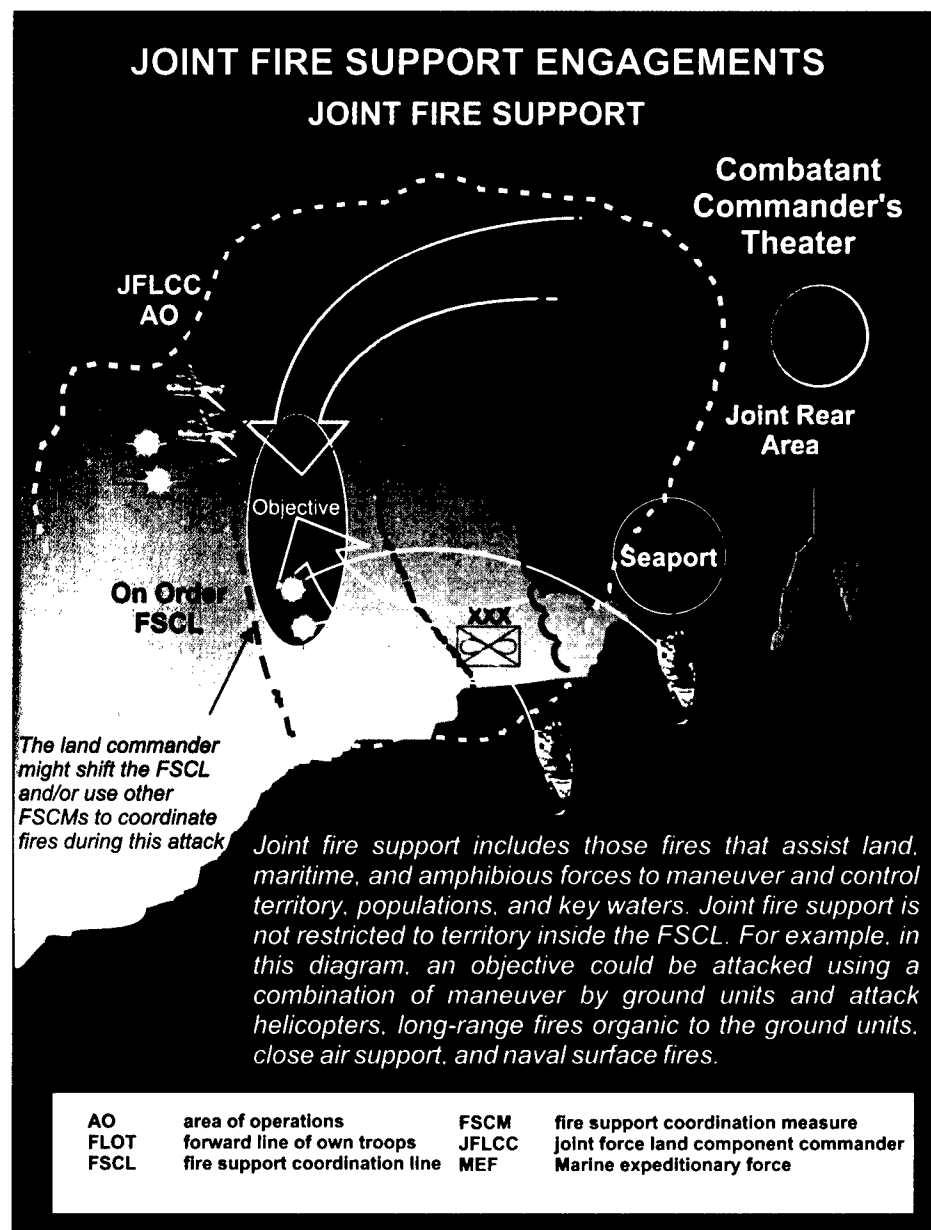 JOINT FIRE SUPPORT ENGAGEMENTS
JOINT FIRE SUPPORT
Combatant
Commander's
Theater
JFLCC
AO
Joint Rear
Area
Objective
Seaport
On Order
FSCL
XXX
The land commander
might shift the FSCL
and/or use other
FSCMs to coordinate
fires during this attack
Joint fire support includes those fires that assist land,
maritime, and amphibious forces to maneuver and control
territory, populations, and key waters. Joint fire support is
not restricted to territory inside the FSCL. For example, in
this diagram, an objective could be attacked using a
combination of maneuver by ground units and attack
helicopters, long-range fires organic to the ground units,
close air support, and naval surface fires.
AO area of operations FSCM fire support coordination measure
FLOT forward line of own troops JFLCC joint force land component commander
FSCL fire support coordination line MEF Marine expeditionary force